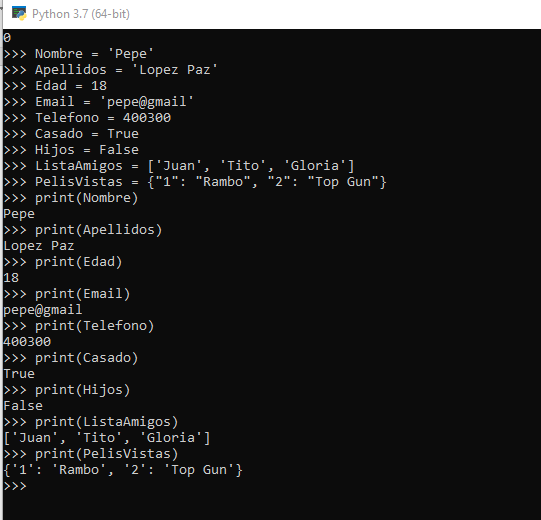 Python 3.7 (64-bit)
0
>>> Nombre = 'Pepe'
>>> Apellidos = 'Lopez Paz'
>>> Edad = 18
>>> Email = 'pepe@gmail'
>>> Telefono = 400300
>>> Casado = True
>>> Hijos = False
>>> ListaAmigos = ['Juan', 'Tito', 'Gloria']
>>> PelisVistas = {"1": "Rambo", "2": "Top Gun"}
>>> print(Nombre)
Pepe
>>> print(Apellidos)
Lopez Paz
>>> print(Edad)
18
>>> print(Email)
pepe@gmail
>>> print(Telefono)
400300
>>> print(Casado)
True
>>> print(Hijos)
False
>>> print(ListaAmigos)
['Juan', 'Tito', 'Gloria']
>>> print(PelisVistas)
{'1': 'Rambo', '2': 'Top Gun'}
>>>